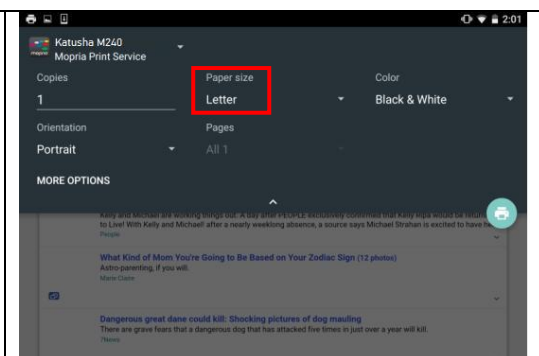 2:01
Katusha M240
mopria Mopria Print Service
Copies Paper size Color
1 Letter Black & White
Orientation Pages
Portrait All 1
MORE OPTIONS
Kelly and Michael are working things out. A day after PEOPLE exclusively confirmed that Kelly Ripa would be
to Live! With Kelly and Michael! after a nearly weeklong absence, a source says Michael Strahan is excited to have
People
What Kind of Mom You're Going to Be Based on Your Zodiac Sign (12 photos)
Astro-parenting, if you will.
Marie Claire
Dangerous great dane could kill: Shocking pictures of dog mauling
There are grave fears that a dangerous dog that has attacked five times in just over a year will kill.
7News